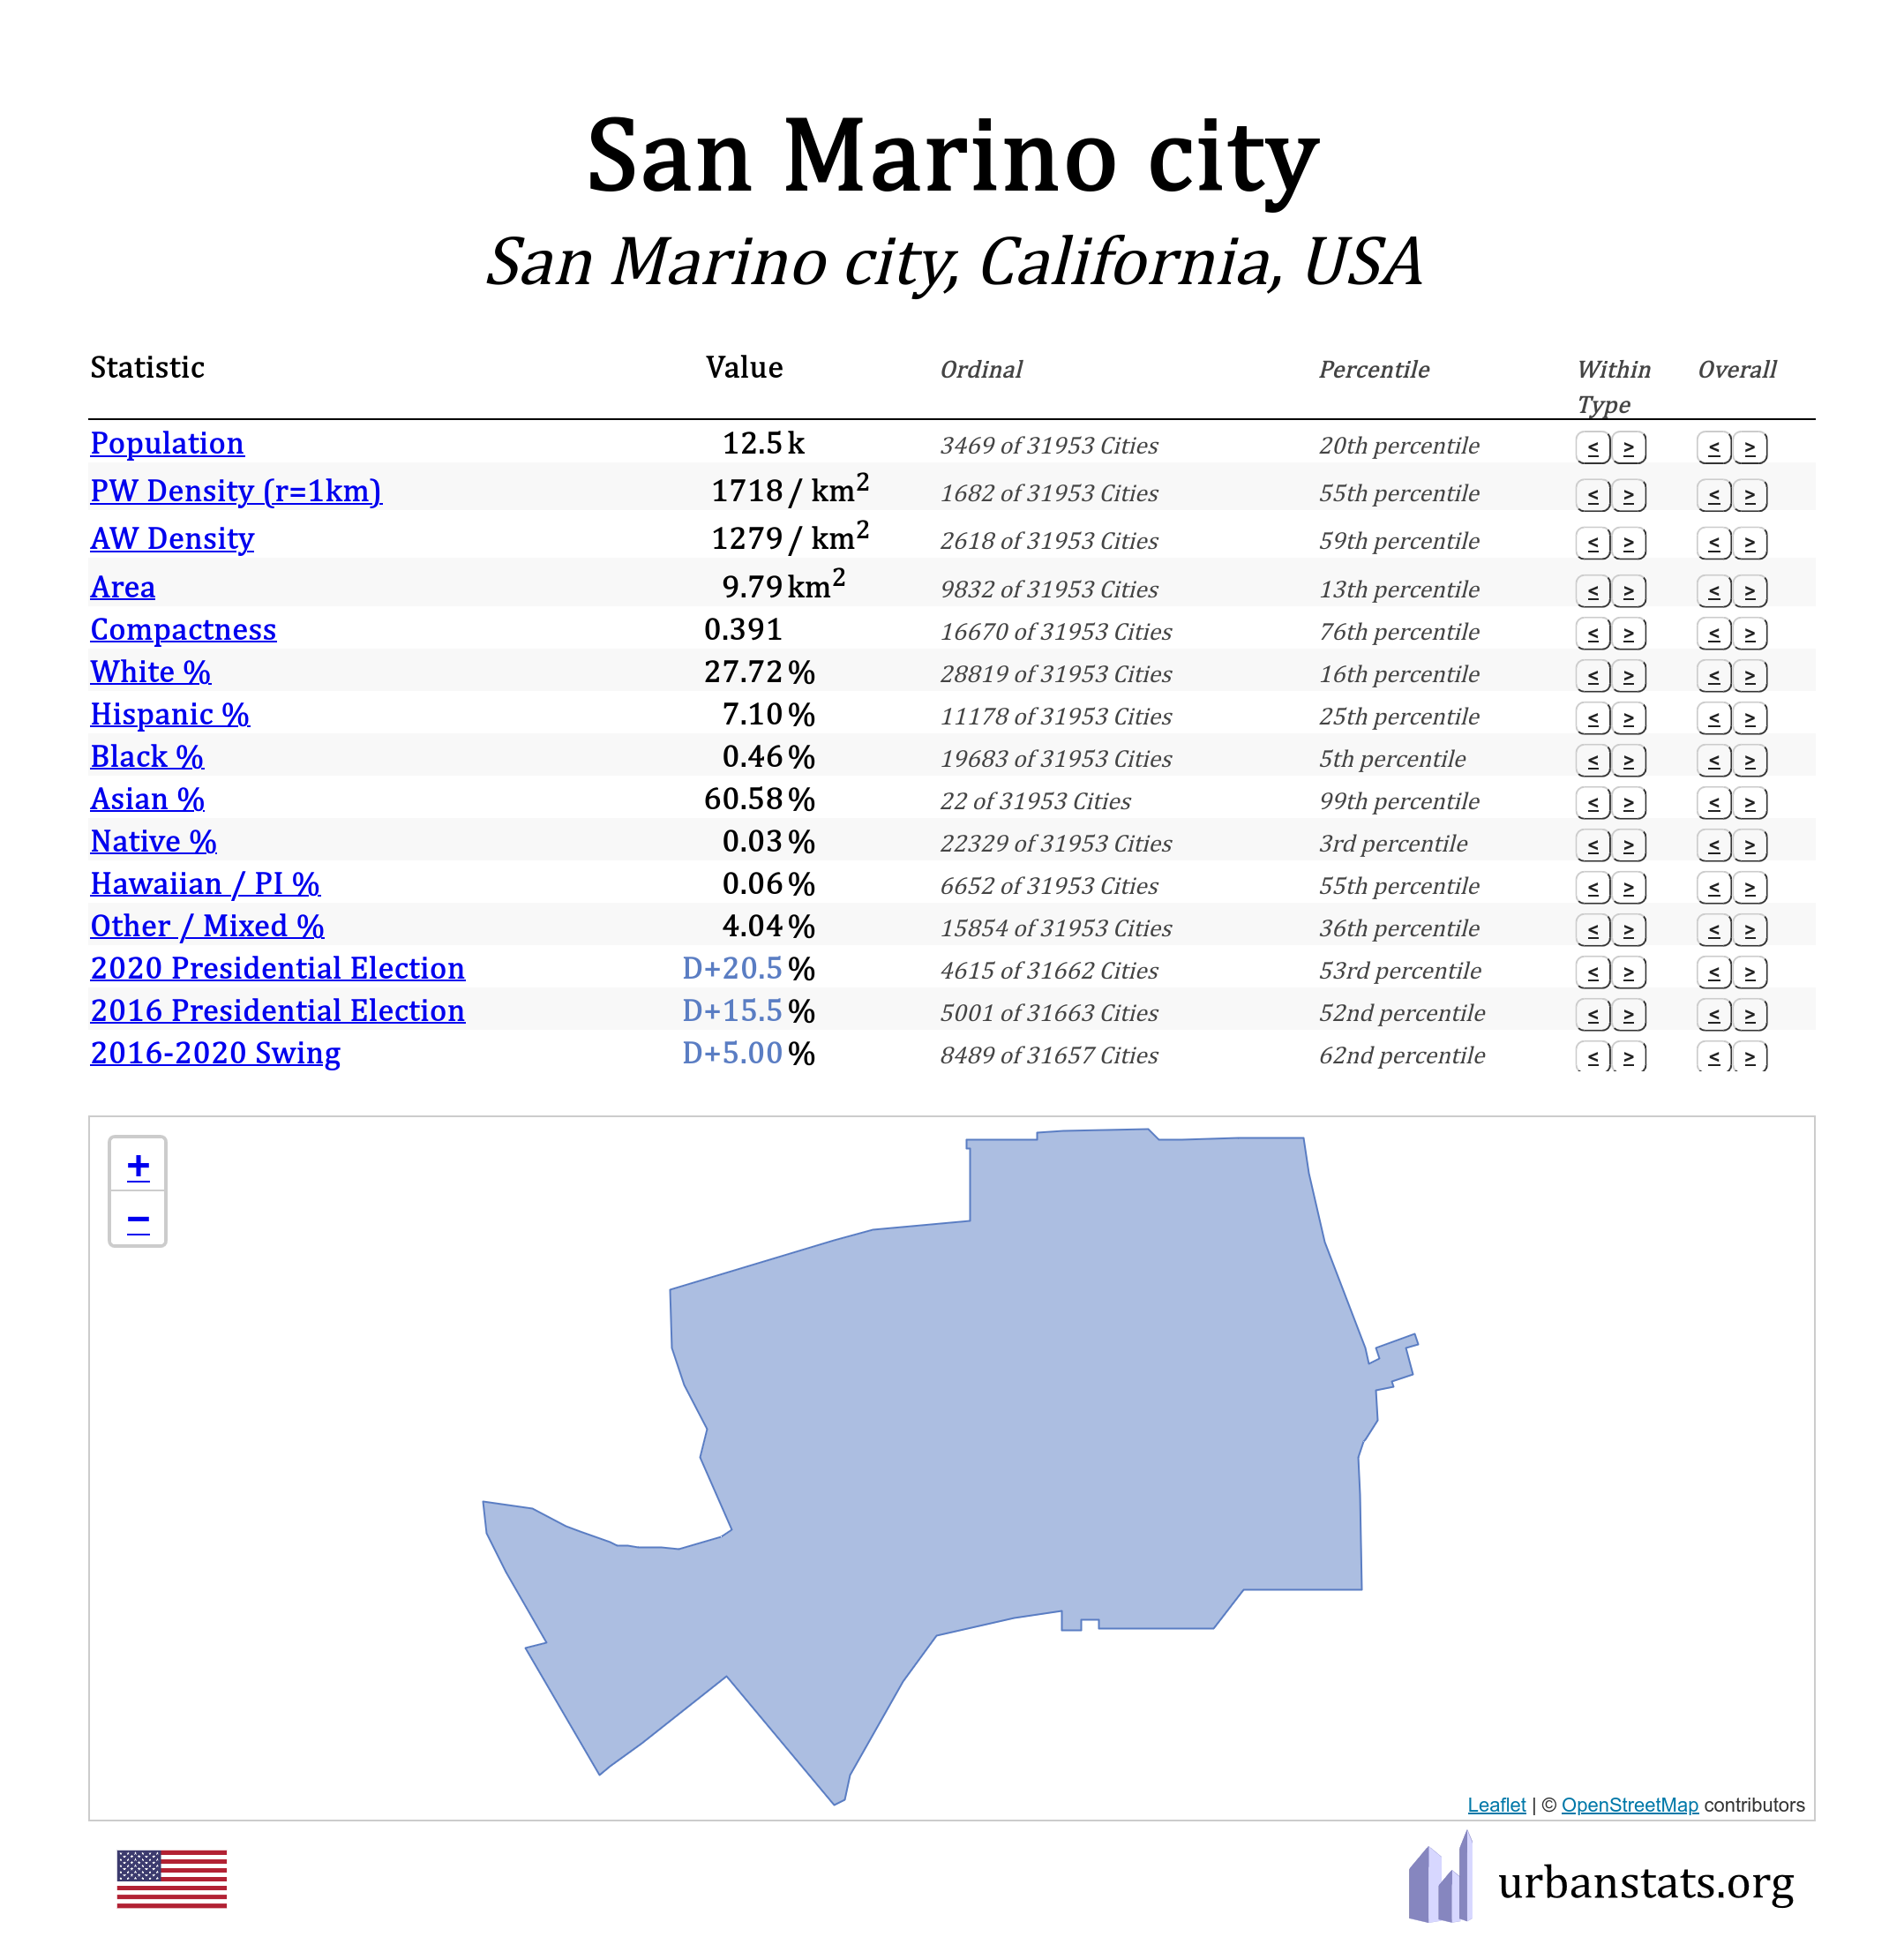 San Marino city
San Marino city, California, USA
Statistic Value Ordinal Percentile Within Type Overall
Population 12.5 k 3469 of 31953 Cities 20th percentile < > < >
PW Density (r=1km) 1718 / km² 1682 of 31953 Cities 55th percentile < > < >
AW Density 1279 / km² 2618 of 31953 Cities 59th percentile < > < >
Area 9.79 km² 9832 of 31953 Cities 13th percentile < > < >
Compactness 0.391 16670 of 31953 Cities 76th percentile < > < >
White % 27.72 % 28819 of 31953 Cities 16th percentile < > < >
Hispanic % 7.10 % 11178 of 31953 Cities 25th percentile < > < >
Black % 0.46 % 19683 of 31953 Cities 5th percentile < > < >
Asian % 60.58 % 22 of 31953 Cities 99th percentile < > < >
Native % 0.03 % 22329 of 31953 Cities 3rd percentile < > < >
Hawaiian / PI % 0.06 % 6652 of 31953 Cities 55th percentile < > < >
Other / Mixed % 4.04 % 15854 of 31953 Cities 36th percentile < > < >
2020 Presidential Election D+20.5 % 4615 of 31662 Cities 53rd percentile < > < >
2016 Presidential Election D+15.5 % 5001 of 31663 Cities 52nd percentile < > < >
2016-2020 Swing D+5.00 % 8489 of 31657 Cities 62nd percentile < > < >
+
−
Leaflet | © OpenStreetMap contributors
urbanstats.org